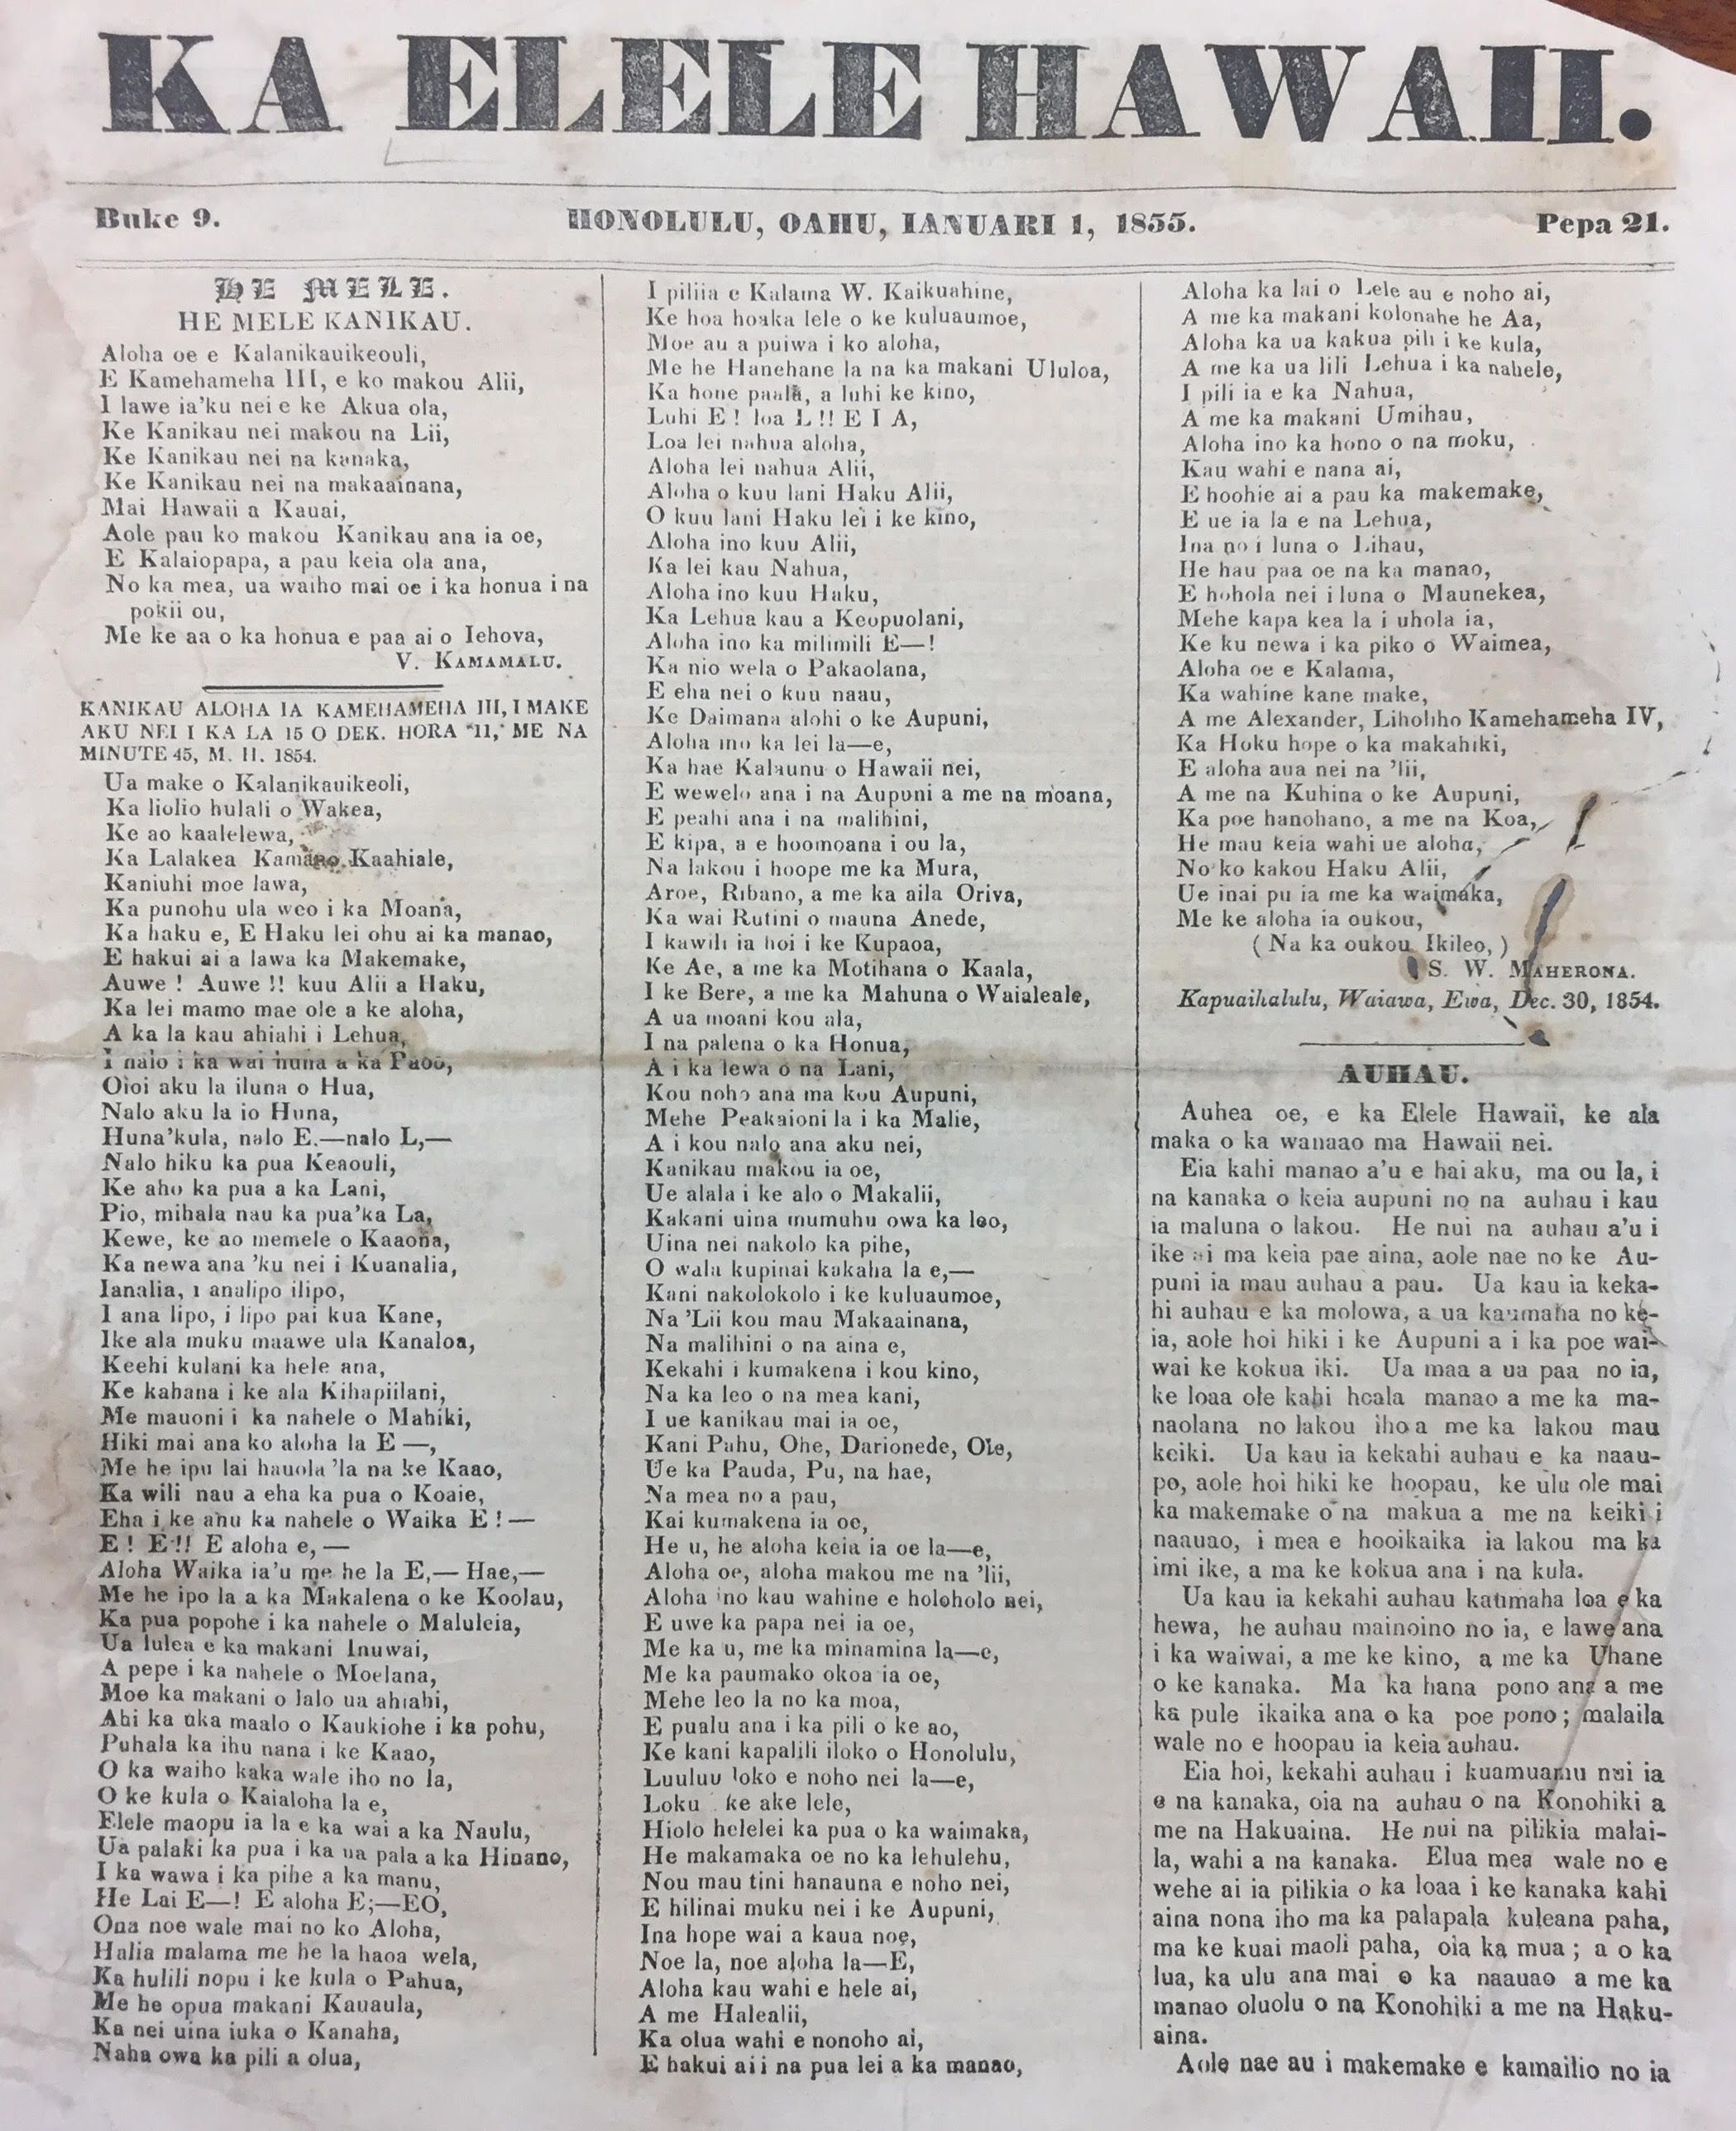 KA ELELE HAWAII.
Buke 9.
HONOLULU, OAHU, IANUARI 1, 1855.
Pepa 21.
HE MELE.
HE MELE KANIKAU.
Aloha oe e Kalanikauikeouli,
E Kamehameha III, e ko makou Alii,
I lawe ia'ku nei e ke Akua ola,
Ke Kanikau nei makou na Lii,
Ke Kanikau nei na kanaka,
Ke Kanikau nei na makaainana,
Mai Hawaii a Kauai,
Aole pau ko makou Kanikau ana ia oe,
E Kalaiopapa, a pau keia ola ana,
No ka mea, ua waiho mai oe i ka honua i na
pokii ou,
Me ke aa o ka honua e paa ai o Iehova,
V. KAMAMALU.
KANIKAU ALOHA IA KAMEHAMEHA III, I MAKE
AKU NEI I KA LA 15 O DEK. HORA "11," ME NA
MINUTE 45, M. H. 1854.
Ua make o Kalanikauikeoli,
Ka liolio hulali o Wakea,
Ke ao kaalelewa,
Ka Lalakea Kamano Kaahiale,
Kaniuhi moe lawa,
Ka punohu ula weo i ka Moana,
Ka haku e, E Haku lei ohu ai ka manao,
E hakui ai a lawa ka Makemake,
Auwe ! Auwe !! kuu Alii a Haku,
Ka lei mamo mae ole a ke aloha,
A ka la kau ahiahi i Lehua,
I nalo i ka wai huna a ka Paoo,
Oioi aku la iluna o Hua,
Nalo aku la io Huna,
Huna'kula, nalo E.—nalo L,—
Nalo hiku ka pua Keaouli,
Ke aho ka pua a ka Lani,
Pio, mihala nau ka pua'ka La,
Kewe, ke ao memele o Kaaona,
Ka newa ana 'ku nei i Kuanalia,
Ianalia, i analipo ilipo,
I ana lipo, i lipo pai kua Kane,
Ike ala muku maawe ula Kanaloa,
Keehi kulani ka hele ana,
Ke kahana i ke ala Kihapiilani,
Me mauoni i ka nahele o Mahiki,
Hiki mai ana ko aloha la E —,
Me he ipu lai hauola 'la na ke Kaao,
Ka wili nau a eha ka pua o Koaie,
Eha i ke anu ka nahele o Waika E ! —
E ! E !! E aloha e, —
Aloha Waika ia'u me he la E,— Hae,—
Me he ipo la a ka Makalena o ke Koolau,
Ka pua popohe i ka nahele o Maluleia,
Ua lulea e ka makani Inuwai,
A pepe i ka nahele o Moelana,
Moe ka makani o lalo ua ahiahi,
Ahi ka uka maalo o Kaukiohe i ka pohu,
Puhala ka ihu nana i ke Kaao,
O ka waiho kaka wale iho no la,
O ke kula o Kaialoha la e,
Elele maopu ia la e ka wai a ka Naulu,
Ua palaki ka pua i ka ua pala a ka Hinano,
I ka wawa i ka pihe a ka manu,
He Lai E—! E aloha E;—EO,
Ona noe wale mai no ko Aloha,
Halia malama me he la haoa wela,
Ka hulili nopu i ke kula o Pahua,
Me he opua makani Kauaula,
Ka nei uina iuka o Kanaha,
Naha owa ka pili a olua,
I piliia e Kalama W. Kaikuahine,
Ke hoa hoaka lele o ke kuluaumoe,
Moe au a puiwa i ko aloha,
Me he Hanehane la na ka makani Ululoa,
Ka hone paala, a luhi ke kino,
Luhi E ! loa L !! E I A,
Loa lei nahua aloha,
Aloha lei nahua Alii,
Aloha o kuu lani Haku Alii,
O kuu lani Haku lei i ke kino,
Aloha ino kuu Alii,
Ka lei kau Nahua,
Aloha ino kuu Haku,
Ka Lehua kau a Keopuolani,
Aloha ino ka milimili E—!
Ka nio wela o Pakaolana,
E eha nei o kuu naau,
Ke Daimana alohi o ke Aupuni,
Aloha ino ka lei la—e,
Ka hae Kalaunu o Hawaii nei,
E wewelo ana i na Aupuni a me na moana,
E peahi ana i na malihini,
E kipa, a e hoomoana i ou la,
Na lakou i hoope me ka Mura,
Aroe, Ribano, a me ka aila Oriva,
Ka wai Rutini o mauna Anede,
I kawili ia hoi i ke Kupaoa,
Ke Ae, a me ka Motihana o Kaala,
I ke Bere, a me ka Mahuna o Waialeale,
A ua moani kou ala,
I na palena o ka Honua,
A i ka lewa o na Lani,
Kou noho ana ma kou Aupuni,
Mehe Peakaioni la i ka Malie,
A i kou nalo ana aku nei,
Kanikau makou ia oe,
Ue alala i ke alo o Makalii,
Kakani uina mumuhu owa ka leo,
Uina nei nakolo ka pihe,
O wala kupinai kakaha la e,—
Kani nakolokolo i ke kuluaumoe,
Na 'Lii kou mau Makaainana,
Na malihini o na aina e,
Kekahi i kumakena i kou kino,
Na ka leo o na mea kani,
I ue kanikau mai ia oe,
Kani Pahu, Ohe, Darionede, Ole,
Ue ka Pauda, Pu, na hae,
Na mea no a pau,
Kai kumakena ia oe,
He u, he aloha keia ia oe la—e,
Aloha oe, aloha makou me na 'lii,
Aloha ino kau wahine e holoholo nei,
E uwe ka papa nei ia oe,
Me ka u, me ka minamina la—e,
Me ka paumako okoa ia oe,
Mehe leo la no ka moa,
E pualu ana i ka pili o ke ao,
Ke kani kapalili iloko o Honolulu,
Luuluu loko e noho nei la—e,
Loku ke ake lele,
Hiolo helelei ka pua o ka waimaka,
He makamaka oe no ka lehulehu,
Nou mau tini hanauna e noho nei,
E hilinai muku nei i ke Aupuni,
Ina hope wai a kaua noe,
Noe la, noe aloha la—E,
Aloha kau wahi e hele ai,
A me Halealii,
Ka olua wahi e nonoho ai,
E hakui ai i na pua lei a ka manao,
Aloha ka lai o Lele au e noho ai,
A me ka makani kolonahe he Aa,
Aloha ka ua kakua pili i ke kula,
A me ka ua lili Lehua i ka nahele,
I pili ia e ka Nahua,
A me ka makani Umihau,
Aloha ino ka hono o na moku,
Kau wahi e nana ai,
E hoohie ai a pau ka makemake,
E ue ia la e na Lehua,
Ina no i luna o Lihau,
He hau paa oe na ka manao,
E hohola nei i luna o Maunekea,
Mehe kapa kea la i uhola ia,
Ke ku newa i ka piko o Waimea,
Aloha oe e Kalama,
Ka wahine kane make,
A me Alexander, Liholiho Kamehameha IV,
Ka Hoku hope o ka makahiki,
E aloha aua nei na 'lii,
A me na Kuhina o ke Aupuni,
Ka poe hanohano, a me na Koa,
He mau keia wahi ue aloha,
No ko kakou Haku Alii,
Ue inai pu ia me ka waimaka,
Me ke aloha ia oukou,
( Na ka oukou Ikileo, )
S. W. MAHERONA.
Kapuaihalulu, Waiawa, Ewa, Dec. 30, 1854.
AUHAU.
Auhea oe, e ka Elele Hawaii, ke ala
maka o ka wanaao ma Hawaii nei.
Eia kahi manao a'u e hai aku, ma ou la, i
na kanaka o keia aupuni no na auhau i kau
ia maluna o lakou. He nui na auhau a'u i
ike ai ma keia pae aina, aole nae no ke Au-
puni ia mau auhau a pau. Ua kau ia keka-
hi auhau e ka molowa, a ua kaumaha no ke-
ia, aole hoi hiki i ke Aupuni a i ka poe wai-
wai ke kokua iki. Ua maa a ua paa no ia,
ke loaa ole kahi hoala manao a me ka ma-
naolana no lakou iho a me ka lakou mau
keiki. Ua kau ia kekahi auhau e ka naau-
po, aole hoi hiki ke hoopau, ke ulu ole mai
ka makemake o na makua a me na keiki i
naauao, i mea e hooikaika ia lakou ma ka
imi ike, a ma ke kokua ana i na kula.
Ua kau ia kekahi auhau kaumaha loa e ka
hewa, he auhau mainoino no ia, e lawe ana
i ka waiwai, a me ke kino, a me ka Uhane
o ke kanaka. Ma ka hana pono ana a me
ka pule ikaika ana o ka poe pono ; malaila
wale no e hoopau ia keia auhau.
Eia hoi, kekahi auhau i kuamuamu nui ia
e na kanaka, oia na auhau o na Konohiki a
me na Hakuaina. He nui na pilikia malai-
la, wahi a na kanaka. Elua mea wale no e
wehe ai ia pilikia o ka loaa i ke kanaka kahi
aina nona iho ma ka palapala kuleana paha,
ma ke kuai maoli paha, oia ka mua ; a o ka
lua, ka ulu ana mai o ka naauao a me ka
manao oluolu o na Konohiki a me na Haku-
aina.
Aole nae au i makemake e kamailio no ia